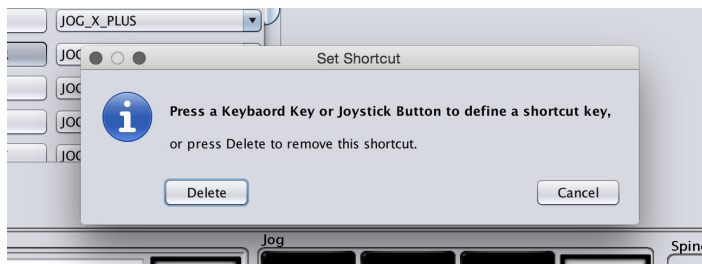 JOG_X_PLUS
Set Shortcut
Press a Keybaord Key or Joystick Button to define a shortcut key,
or press Delete to remove this shortcut.
Delete
Cancel
Jog